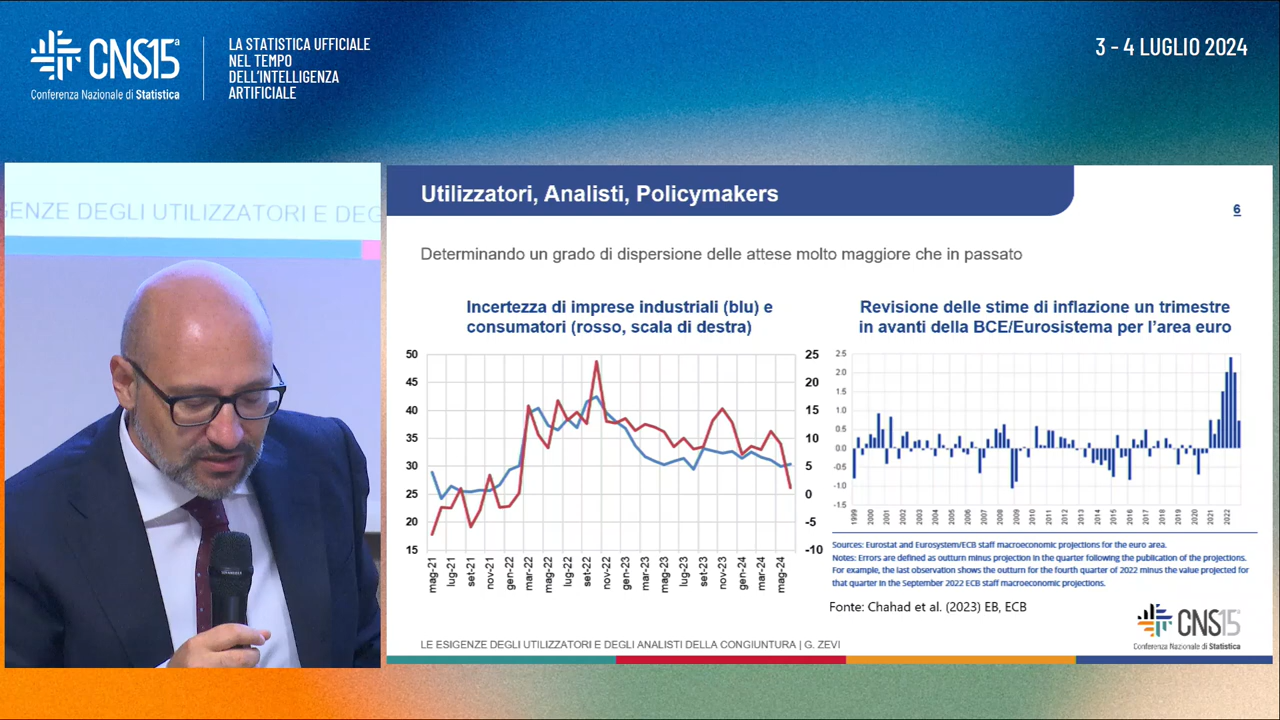 CNS15ª
Conferenza Nazionale di Statistica
LA STATISTICA UFFICIALE
NEL TEMPO
DELL'INTELLIGENZA
ARTIFICIALE
3 - 4 LUGLIO 2024
GENZE DEGLI UTILIZZATORI E DEG
Utilizzatori, Analisti, Policymakers
6
Determinando un grado di dispersione delle attese molto maggiore che in passato
Incertezza di imprese industriali (blu) e
consumatori (rosso, scala di destra)
50
45
40
35
30
25
20
15
25
20
15
10
5
0
-5
-10
mag-21
lug-21
set-21
nov-21
gen-22
mar-22
mag-22
lug-22
set-22
nov-22
gen-23
mar-23
mag-23
lug-23
set-23
nov-23
gen-24
mar-24
mag-24
Revisione delle stime di inflazione un trimestre
in avanti della BCE/Eurosistema per l'area euro
2.5
2.0
1.5
1.0
0.5
0.0
-0.5
-1.0
-1.5
1999
2000
2001
2002
2003
2004
2005
2006
2007
2008
2009
2010
2011
2012
2013
2014
2015
2016
2017
2018
2019
2020
2021
2022
Sources: Eurostat and Eurosystem/ECB staff macroeconomic projections for the euro area.
Notes: Errors are defined as outturn minus projection in the quarter following the publication of the projections.
For example, the last observation shows the outturn for the fourth quarter of 2022 minus the value projected for
that quarter in the September 2022 ECB staff macroeconomic projections.
Fonte: Chahad et al. (2023) EB, ECB
LE ESIGENZE DEGLI UTILIZZATORI E DEGLI ANALISTI DELLA CONGIUNTURA | G. ZEVI
CNS15ª
Conferenza Nazionale di Statistica